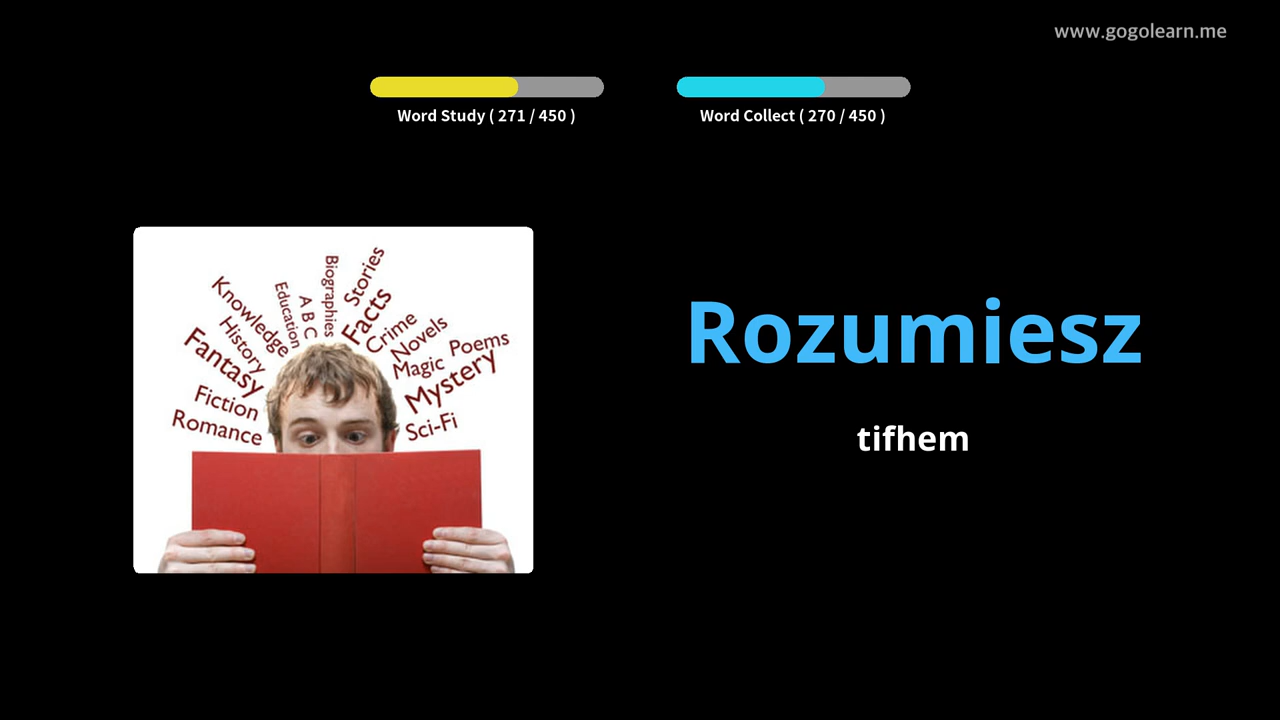 www.gogolearn.me
Word Study ( 271 / 450 )
Word Collect ( 270 / 450 )
Stories
Biographies
Facts
A B C
Education
Knowledge
Crime
Novels
History
Poems
Fantasy
Magic
Mystery
Fiction
Romance
Sci-Fi
Rozumiesz
tifhem